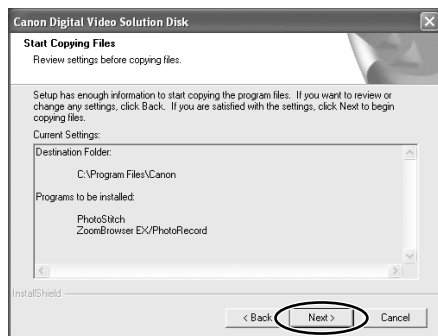 Canon Digital Video Solution Disk
Start Copying Files
Review settings before copying files.
Setup has enough information to start copying the program files. If you want to review or
change any settings, click Back. If you are satisfied with the settings, click Next to begin
copying files.
Current Settings:
Destination Folder:
C:\Program Files\Canon
Programs to be installed:
PhotoStitch
ZoomBrowser EX/PhotoRecord
InstallShield
< Back
Next >
Cancel